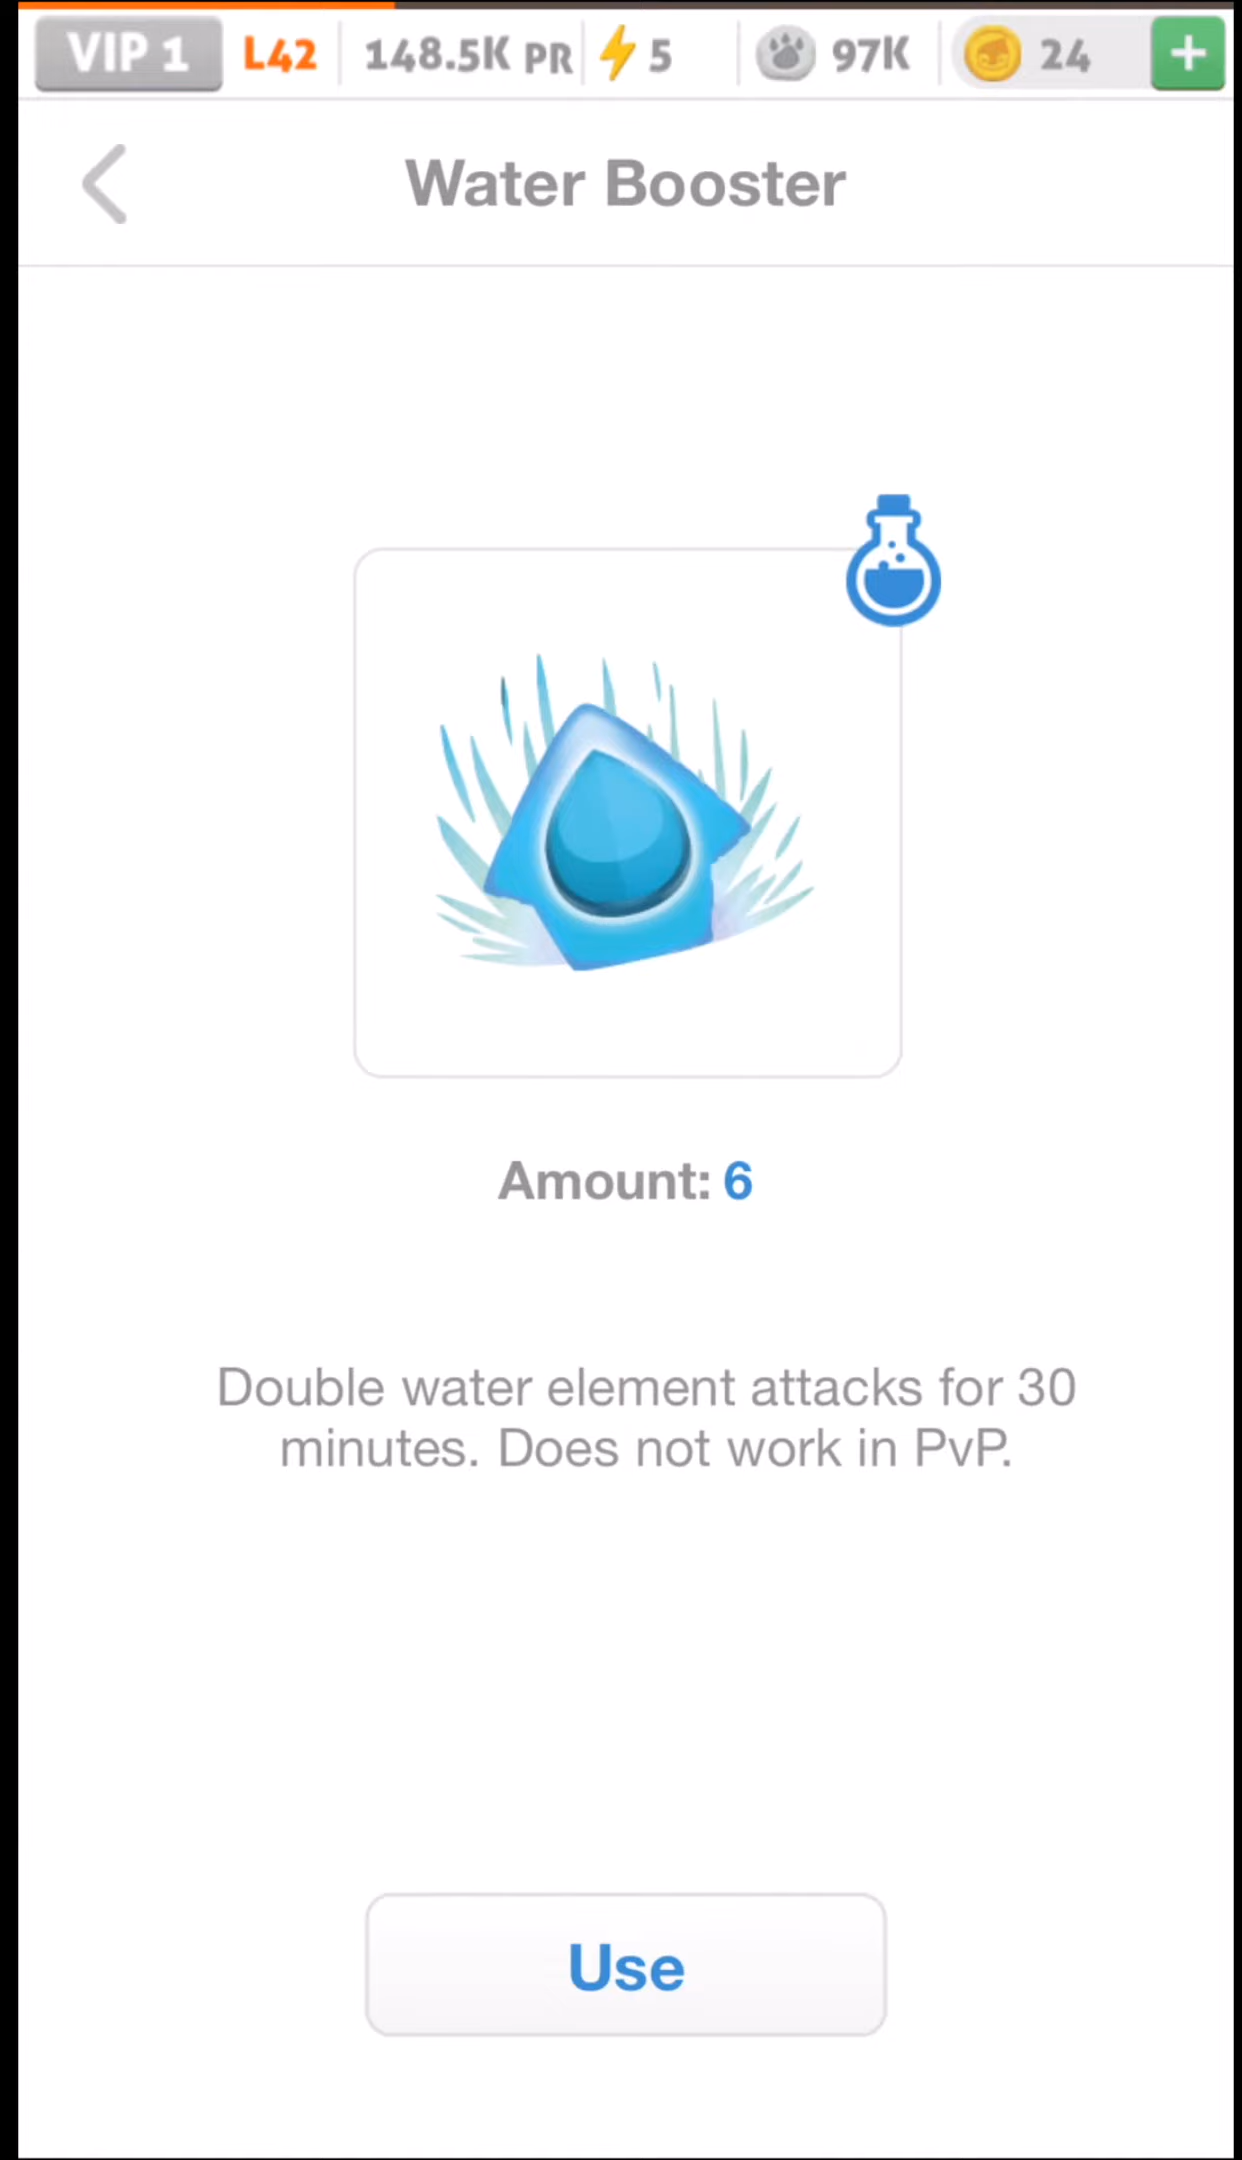 VIP 1 L42 148.5K PR 5 97K 24 +
Water Booster
Amount: 6
Double water element attacks for 30
minutes. Does not work in PvP.
Use